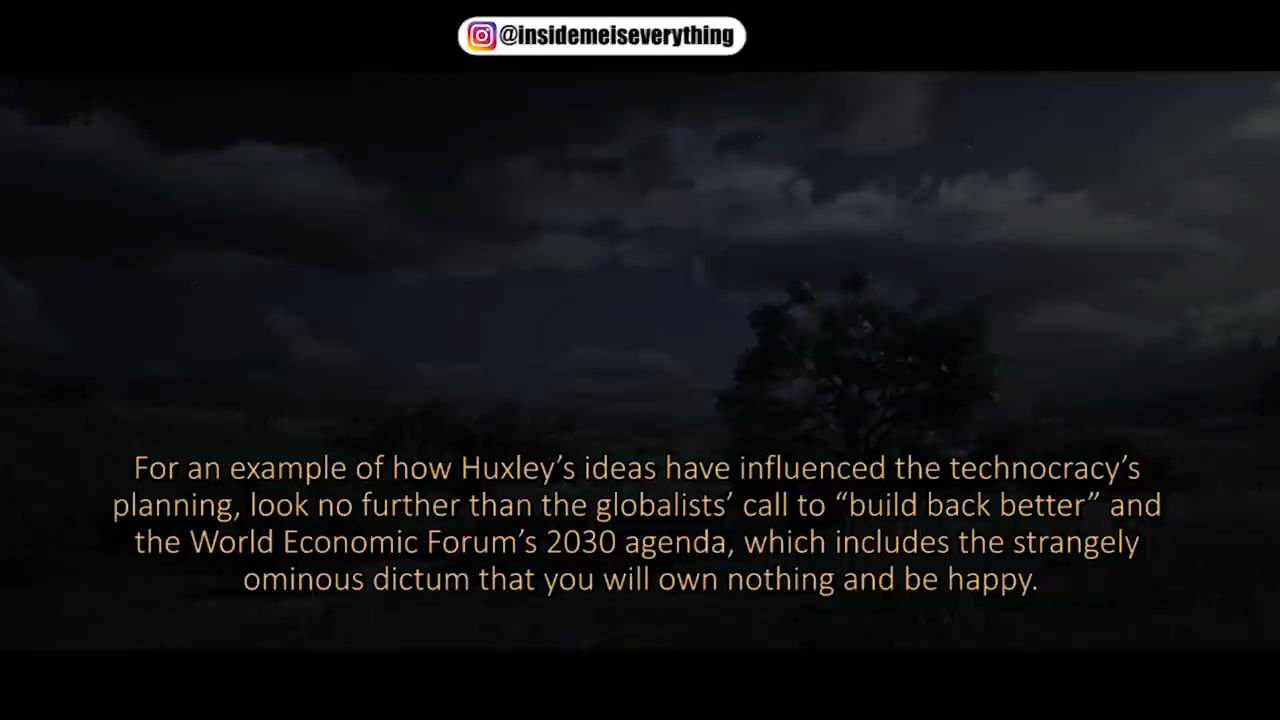 @insidemeiseverything
For an example of how Huxley’s ideas have influenced the technocracy’s
planning, look no further than the globalists’ call to “build back better” and
the World Economic Forum’s 2030 agenda, which includes the strangely
ominous dictum that you will own nothing and be happy.